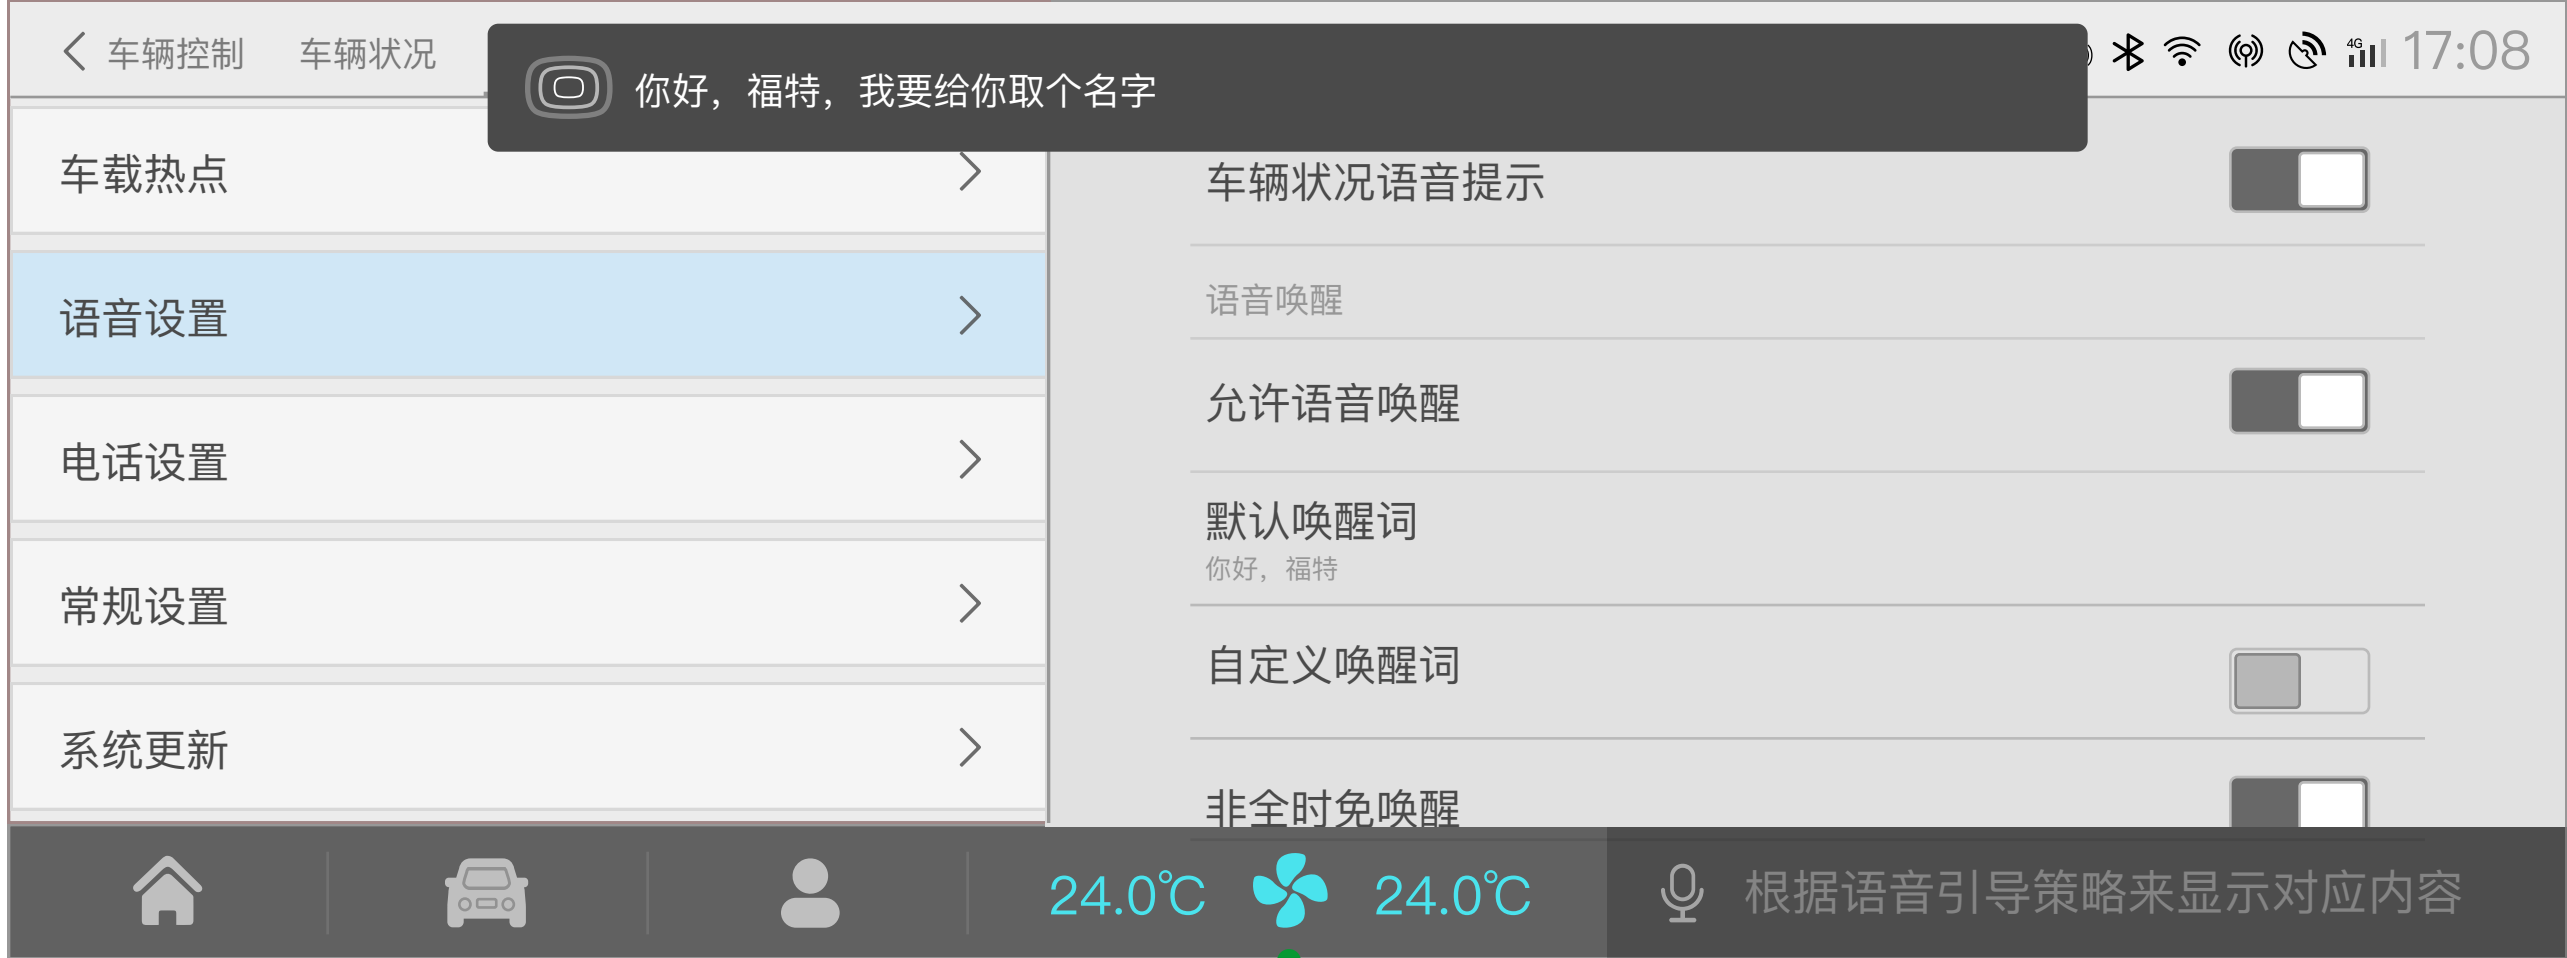 车辆控制 车辆状况
你好，福特，我要给你取个名字
4G 17:08
车载热点
语音设置
电话设置
常规设置
系统更新
车辆状况语音提示
语音唤醒
允许语音唤醒
默认唤醒词
你好，福特
自定义唤醒词
非全时免唤醒
24.0℃ 24.0℃ 根据语音引导策略来显示对应内容